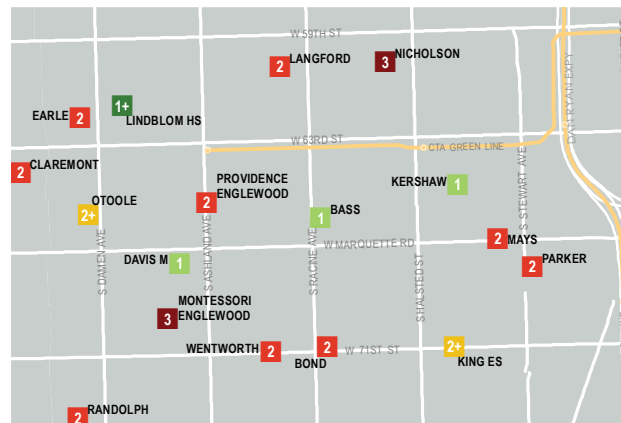 W 59TH ST
2 LANGFORD
3 NICHOLSON
DAN RYAN EXPY
EARLE 2
1+
LINDBLOM HS
W 63RD ST
CTA GREEN LINE
2 CLAREMONT
OTOOLE
2+
PROVIDENCE
ENGLEWOOD
2
KERSHAW 1
S STEWART AVE
1 BASS
S DAMEN AVE
S ASHLAND AVE
S RACINE AVE
S HALSTED ST
W MARQUETTE RD
2 MAYS
DAVIS M 1
2 PARKER
MONTESSORI
ENGLEWOOD
3
WENTWORTH 2
2
BOND
W 71ST ST
2+
KING ES
2 RANDOLPH